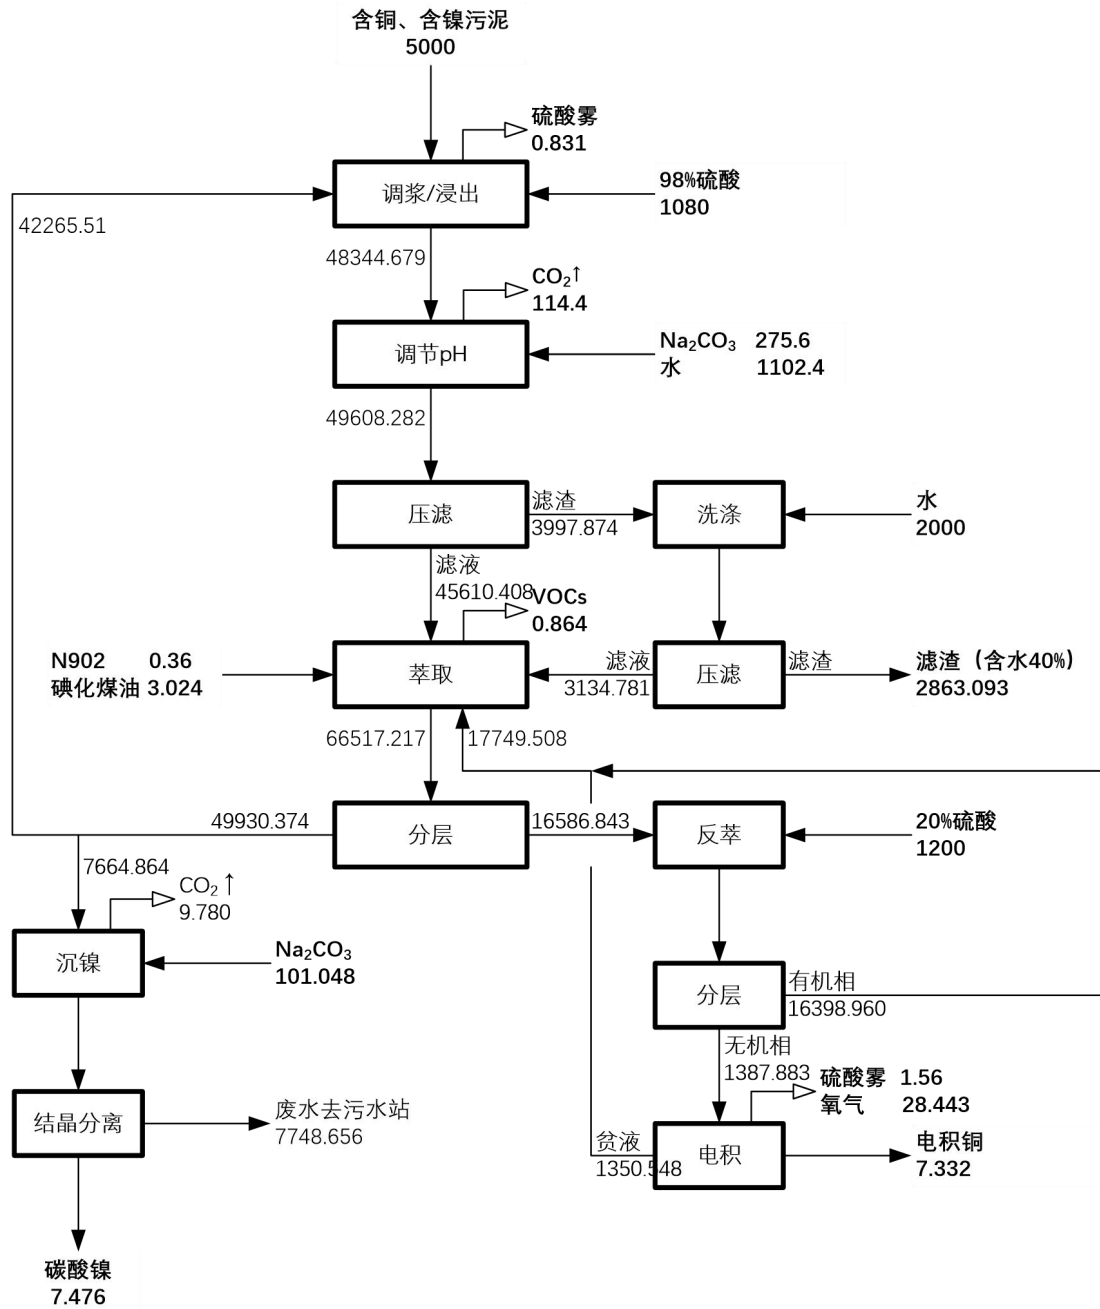 含铜、含镍污泥
5000
硫酸雾
0.831
调浆/浸出
98%硫酸
1080
42265.51
48344.679
CO₂↑
114.4
调节pH
Na₂CO₃ 275.6
水 1102.4
49608.282
压滤
滤渣
3997.874
洗涤
水
2000
滤液
45610.408
VOCs
0.864
N902 0.36
碘化煤油 3.024
萃取
滤液
3134.781
压滤
滤渣
滤渣（含水40%）
2863.093
66517.217
17749.508
49930.374
分层
16586.843
反萃
20%硫酸
1200
7664.864
CO₂↑
9.780
沉镍
Na₂CO₃
101.048
分层
有机相
16398.960
无机相
1387.883
硫酸雾 1.56
氧气 28.443
结晶分离
废水去污水站
7748.656
贫液
1350.548
电积
电积铜
7.332
碳酸镍
7.476